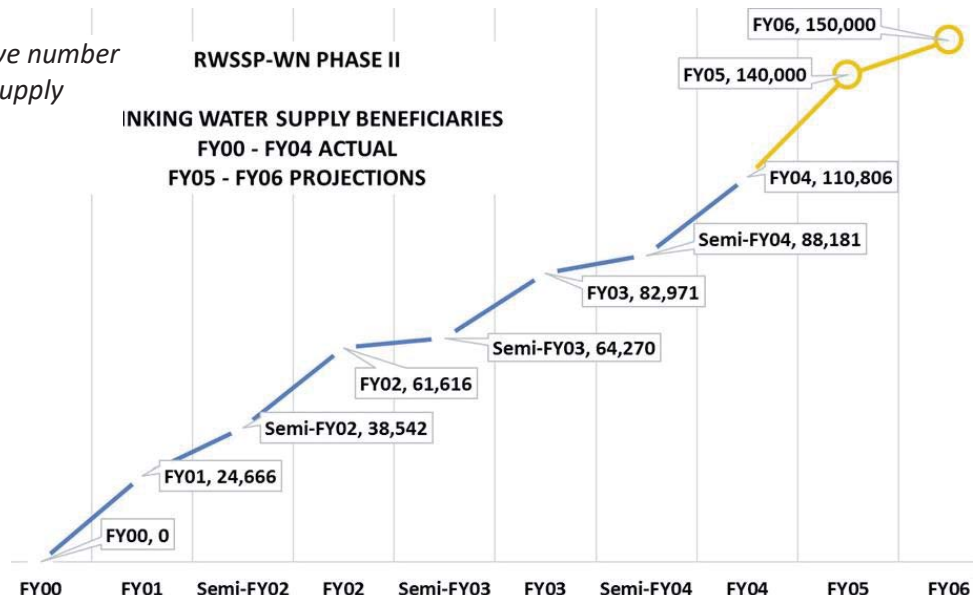 ve number
upply
RWSSP-WN PHASE II
INKING WATER SUPPLY BENEFICIARIES
FY00 - FY04 ACTUAL
FY05 - FY06 PROJECTIONS
FY06, 150,000
FY05, 140,000
FY04, 110,806
Semi-FY04, 88,181
FY03, 82,971
Semi-FY03, 64,270
FY02, 61,616
Semi-FY02, 38,542
FY01, 24,666
FY00, 0
FY00 FY01 Semi-FY02 FY02 Semi-FY03 FY03 Semi-FY04 FY04 FY05 FY06